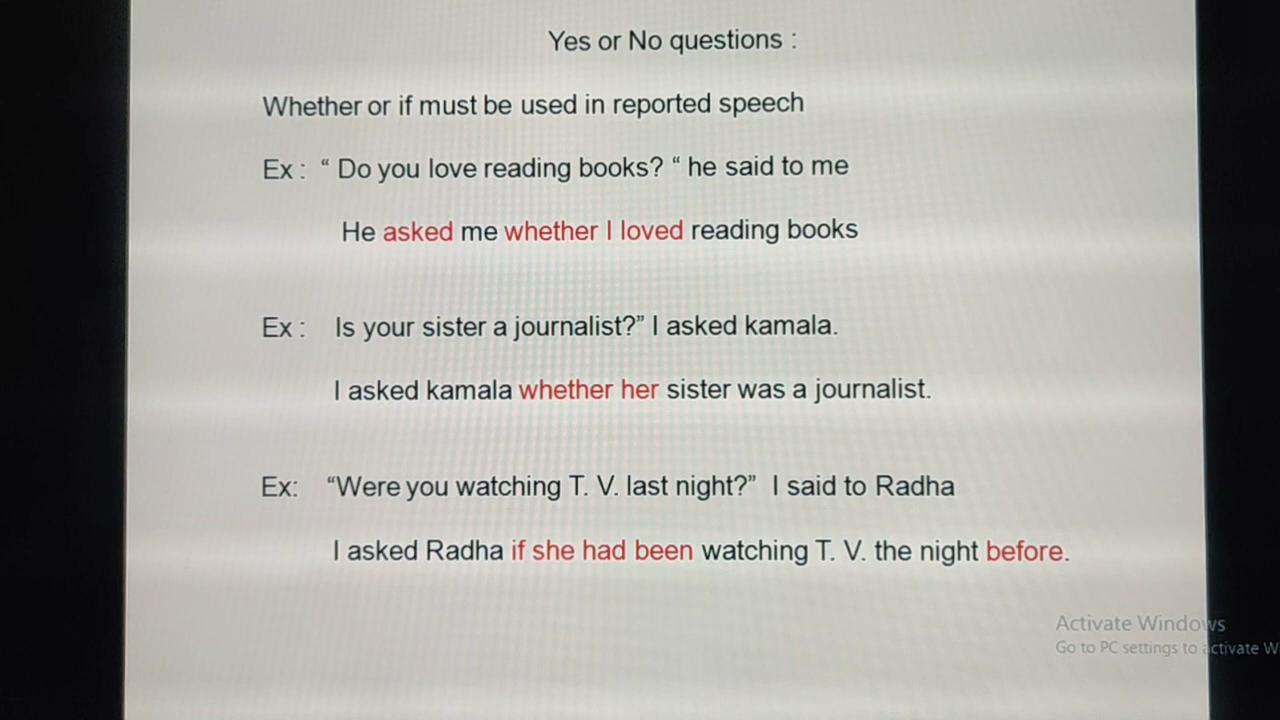 Yes or No questions :
Whether or if must be used in reported speech
Ex : “ Do you love reading books? “ he said to me
He asked me whether I loved reading books
Ex : Is your sister a journalist?” I asked kamala.
I asked kamala whether her sister was a journalist.
Ex: “Were you watching T. V. last night?” I said to Radha
I asked Radha if she had been watching T. V. the night before.
Activate Windows
Go to PC settings to activate W